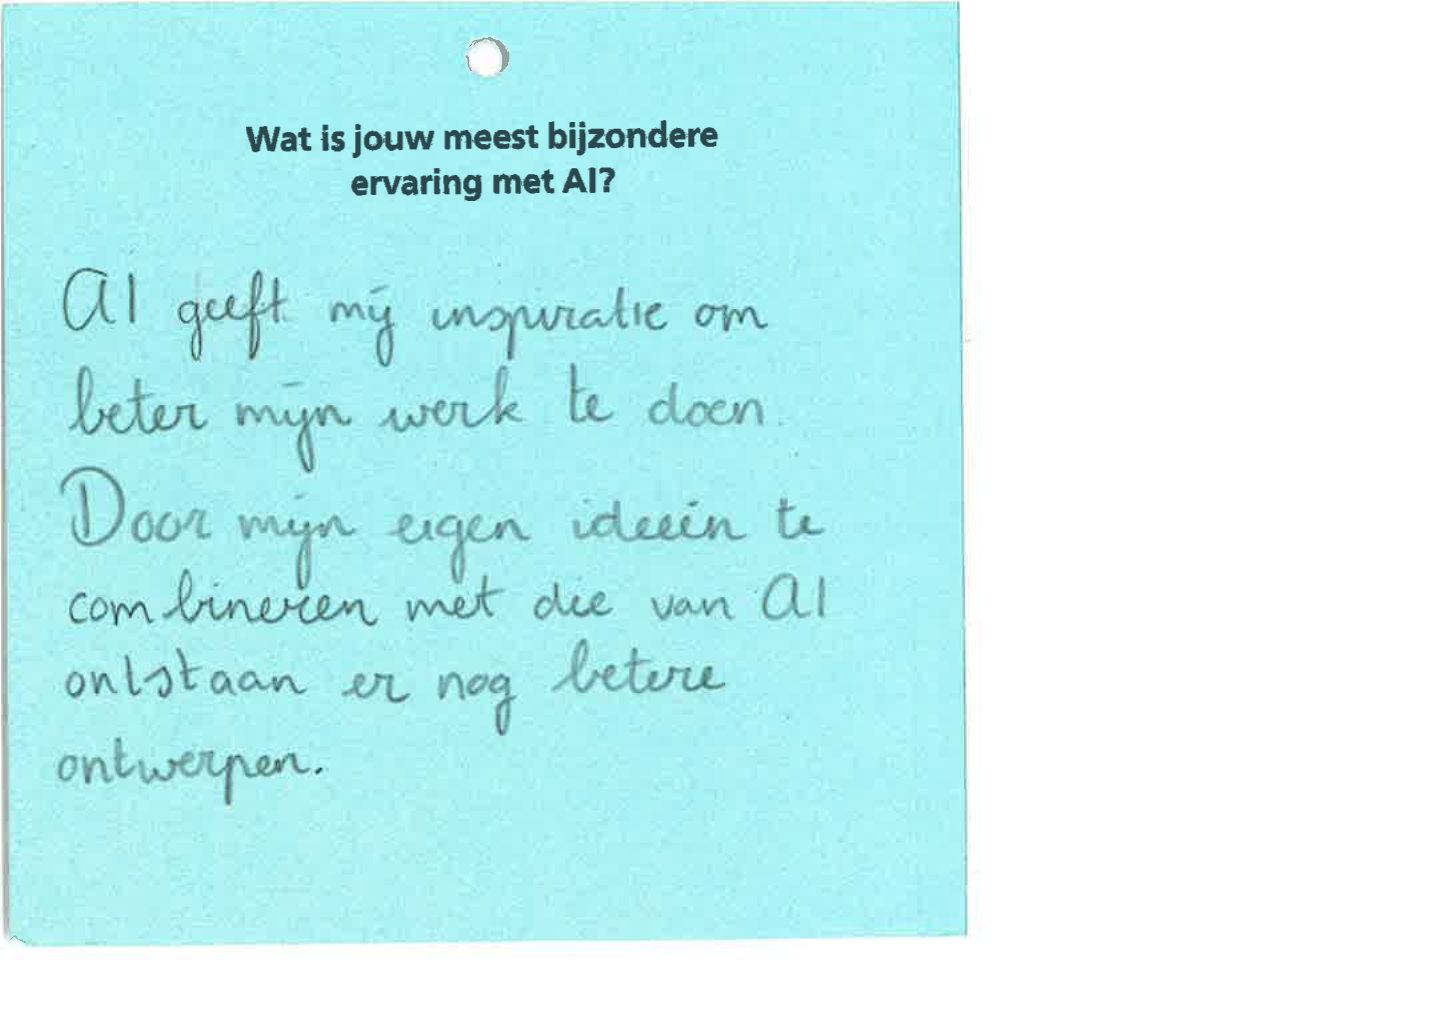 Wat is jouw meest bijzondere
ervaring met AI?
AI geeft mij inspiratie om
beter mijn werk te doen.
Door mijn eigen ideeën te
combineren met die van AI
ontstaan er nog betere
ontwerpen.